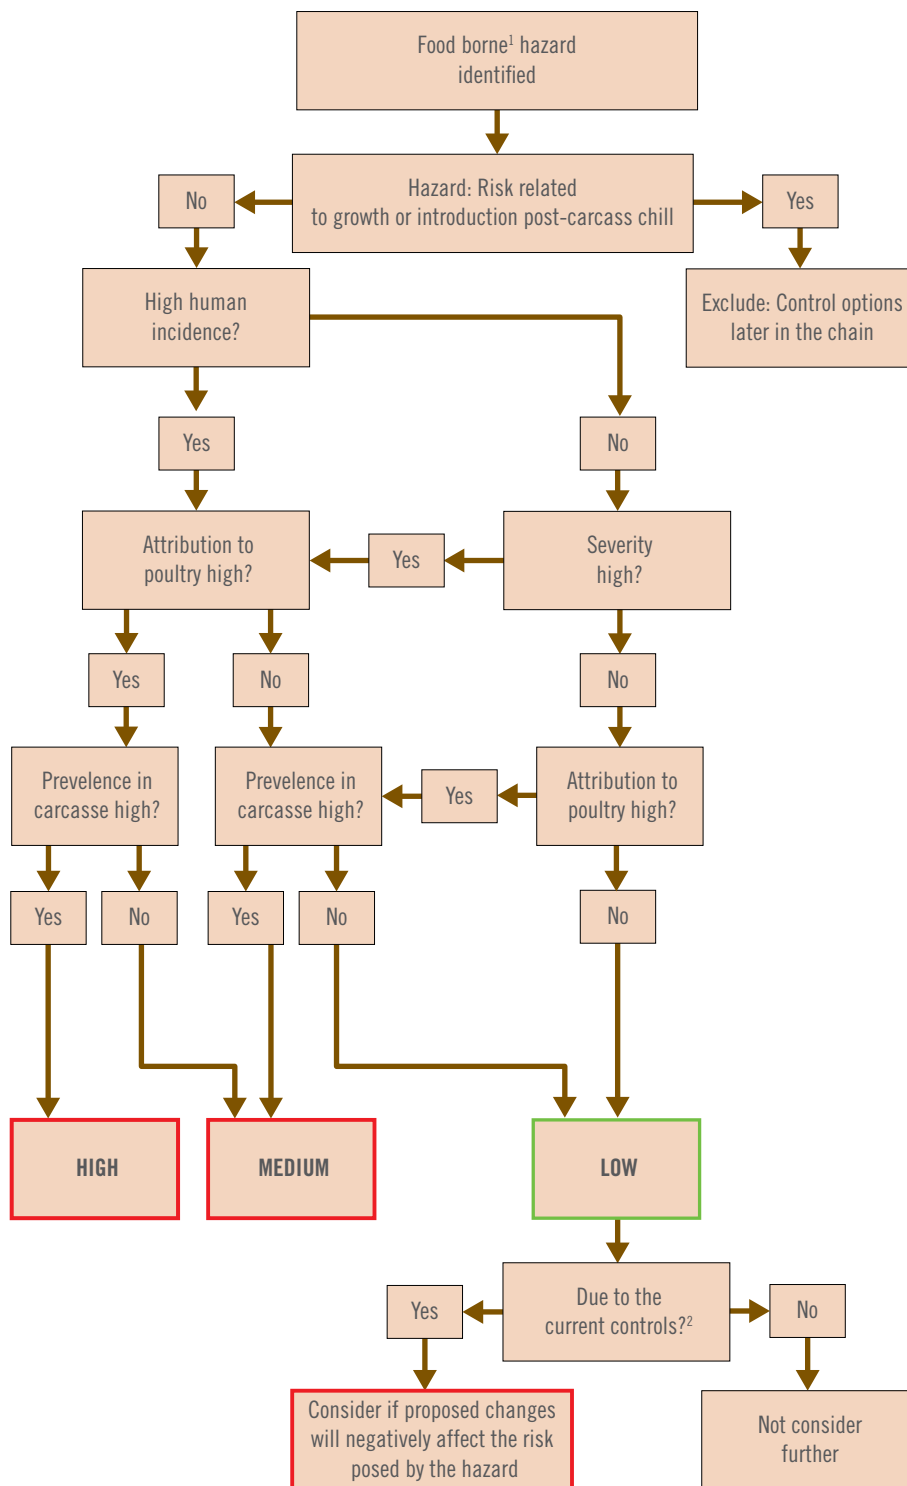 Food borne¹ hazard
identified
Hazard: Risk related
to growth or introduction post-carcass chill
No
Yes
High human
incidence?
Exclude: Control options
later in the chain
Yes
No
Attribution to
poultry high?
Yes
Severity
high?
Yes
No
No
Prevelence in
carcasse high?
Prevelence in
carcasse high?
Yes
Attribution to
poultry high?
Yes
No
Yes
No
No
HIGH
MEDIUM
LOW
Yes
Due to the
current controls?²
No
Consider if proposed changes
will negatively affect the risk
posed by the hazard
Not consider
further